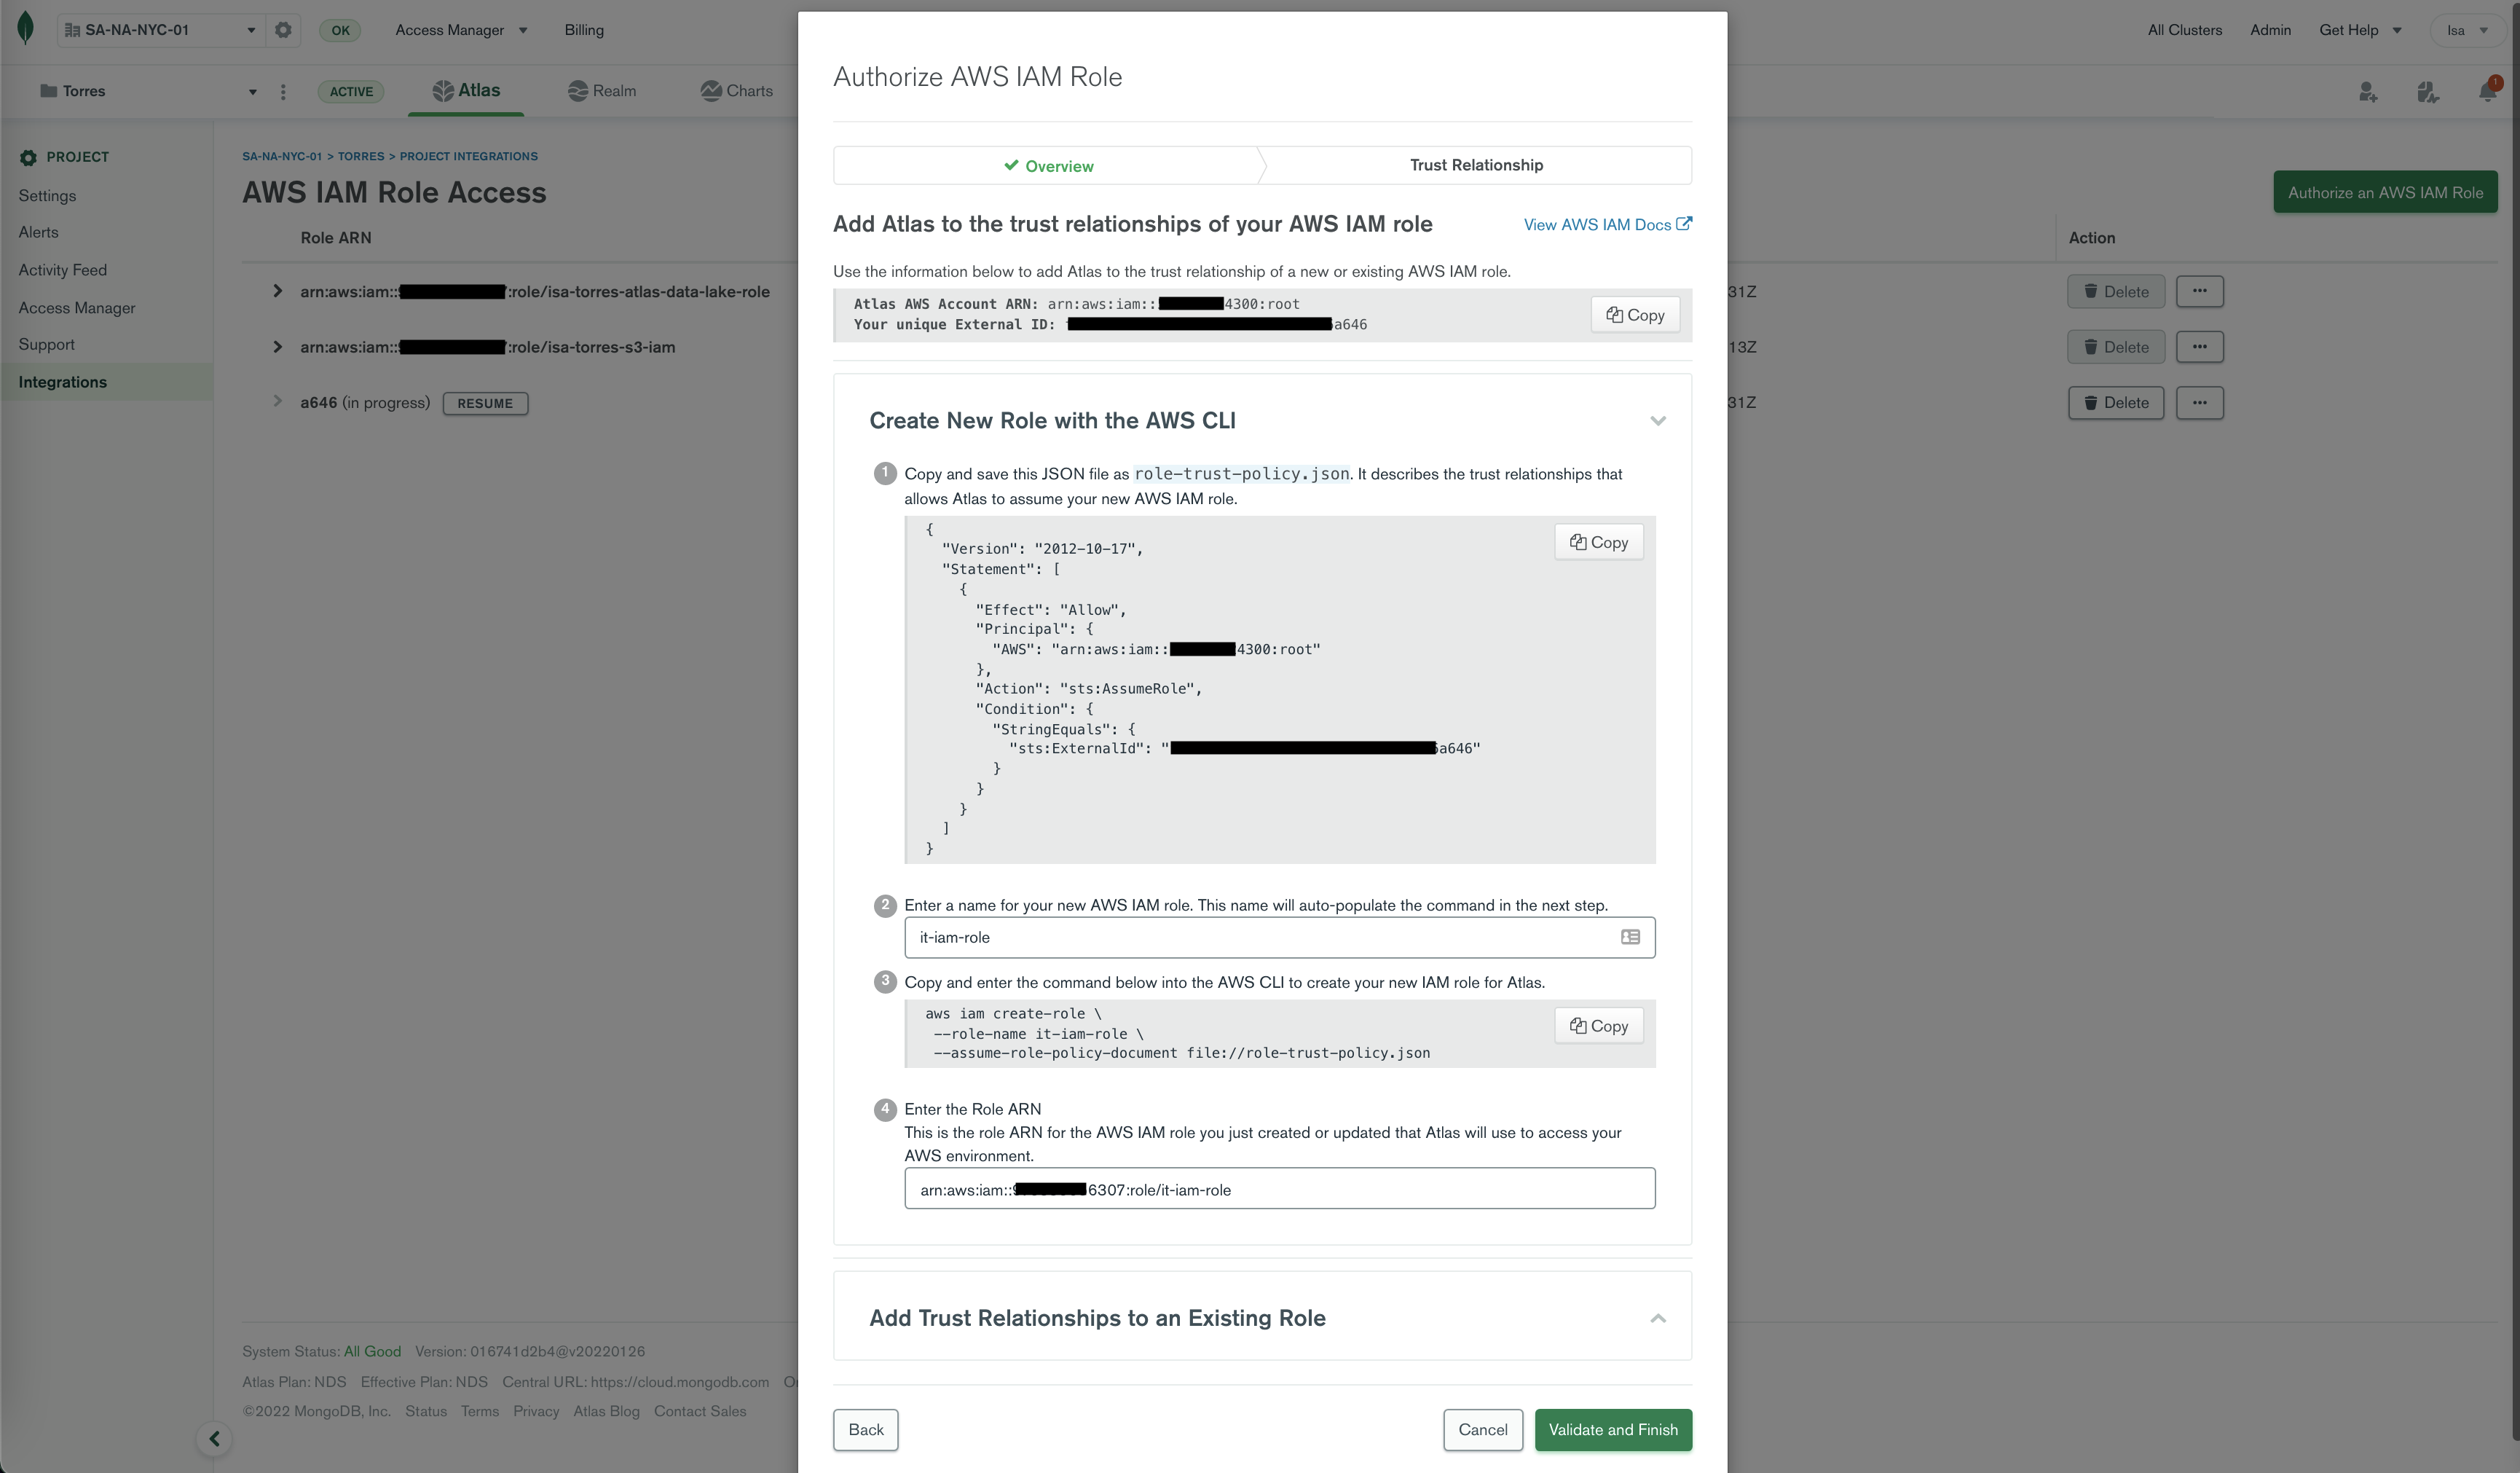 SA-NA-NYC-01
OK
Access Manager
Billing
All Clusters
Admin
Get Help
Isa
Torres
ACTIVE
Atlas
Realm
Charts
1
PROJECT
Settings
Alerts
Activity Feed
Access Manager
Support
Integrations
SA-NA-NYC-01 > TORRES > PROJECT INTEGRATIONS
AWS IAM Role Access
Authorize an AWS IAM Role
Role ARN
Action
arn:aws:iam:: :role/isa-torres-atlas-data-lake-role
31Z
Delete
arn:aws:iam:: :role/isa-torres-s3-iam
13Z
Delete
a646 (in progress)
RESUME
31Z
Delete
Authorize AWS IAM Role
Overview
Trust Relationship
Add Atlas to the trust relationships of your AWS IAM role
View AWS IAM Docs
Use the information below to add Atlas to the trust relationship of a new or existing AWS IAM role.
Atlas AWS Account ARN: arn:aws:iam:: 4300:root
Your unique External ID: a646
Copy
Create New Role with the AWS CLI
1 Copy and save this JSON file as role-trust-policy.json. It describes the trust relationships that
allows Atlas to assume your new AWS IAM role.
Copy
{
"Version": "2012-10-17",
"Statement": [
{
"Effect": "Allow",
"Principal": {
"AWS": "arn:aws:iam:: 4300:root"
},
"Action": "sts:AssumeRole",
"Condition": {
"StringEquals": {
"sts:ExternalId": " a646"
}
}
}
]
}
2 Enter a name for your new AWS IAM role. This name will auto-populate the command in the next step.
it-iam-role
3 Copy and enter the command below into the AWS CLI to create your new IAM role for Atlas.
aws iam create-role \
--role-name it-iam-role \
--assume-role-policy-document file://role-trust-policy.json
Copy
4 Enter the Role ARN
This is the role ARN for the AWS IAM role you just created or updated that Atlas will use to access your
AWS environment.
arn:aws:iam:: 6307:role/it-iam-role
Add Trust Relationships to an Existing Role
Back
Cancel
Validate and Finish
System Status: All Good Version: 016741d2b4@v20220126
Atlas Plan: NDS Effective Plan: NDS Central URL: https://cloud.mongodb.com
©2022 MongoDB, Inc. Status Terms Privacy Atlas Blog Contact Sales